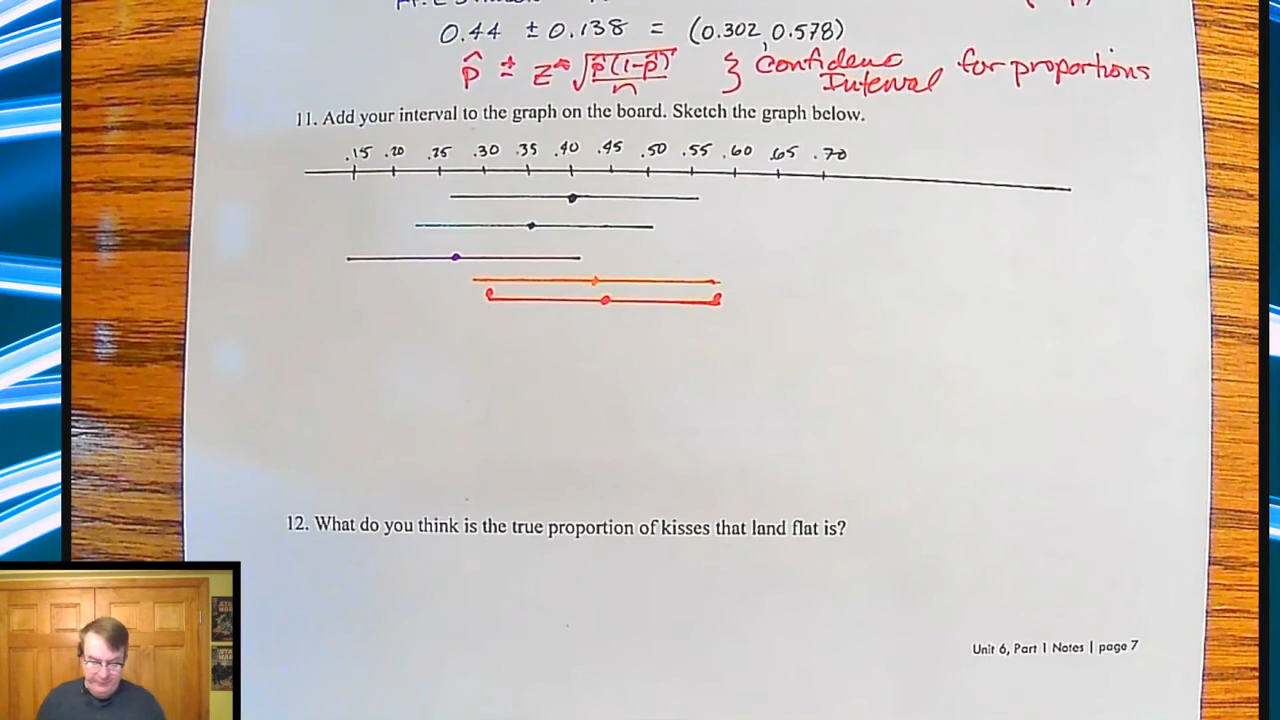 0.44 ± 0.138 = (0.302, 0.578)
p̂ ± z* √p̂(1-p̂)/n } Confidenc Interval for proportions
11. Add your interval to the graph on the board. Sketch the graph below.
.15 .20 .25 .30 .35 .40 .45 .50 .55 .60 .65 .70
12. What do you think is the true proportion of kisses that land flat is?
Unit 6, Part 1 Notes | page 7